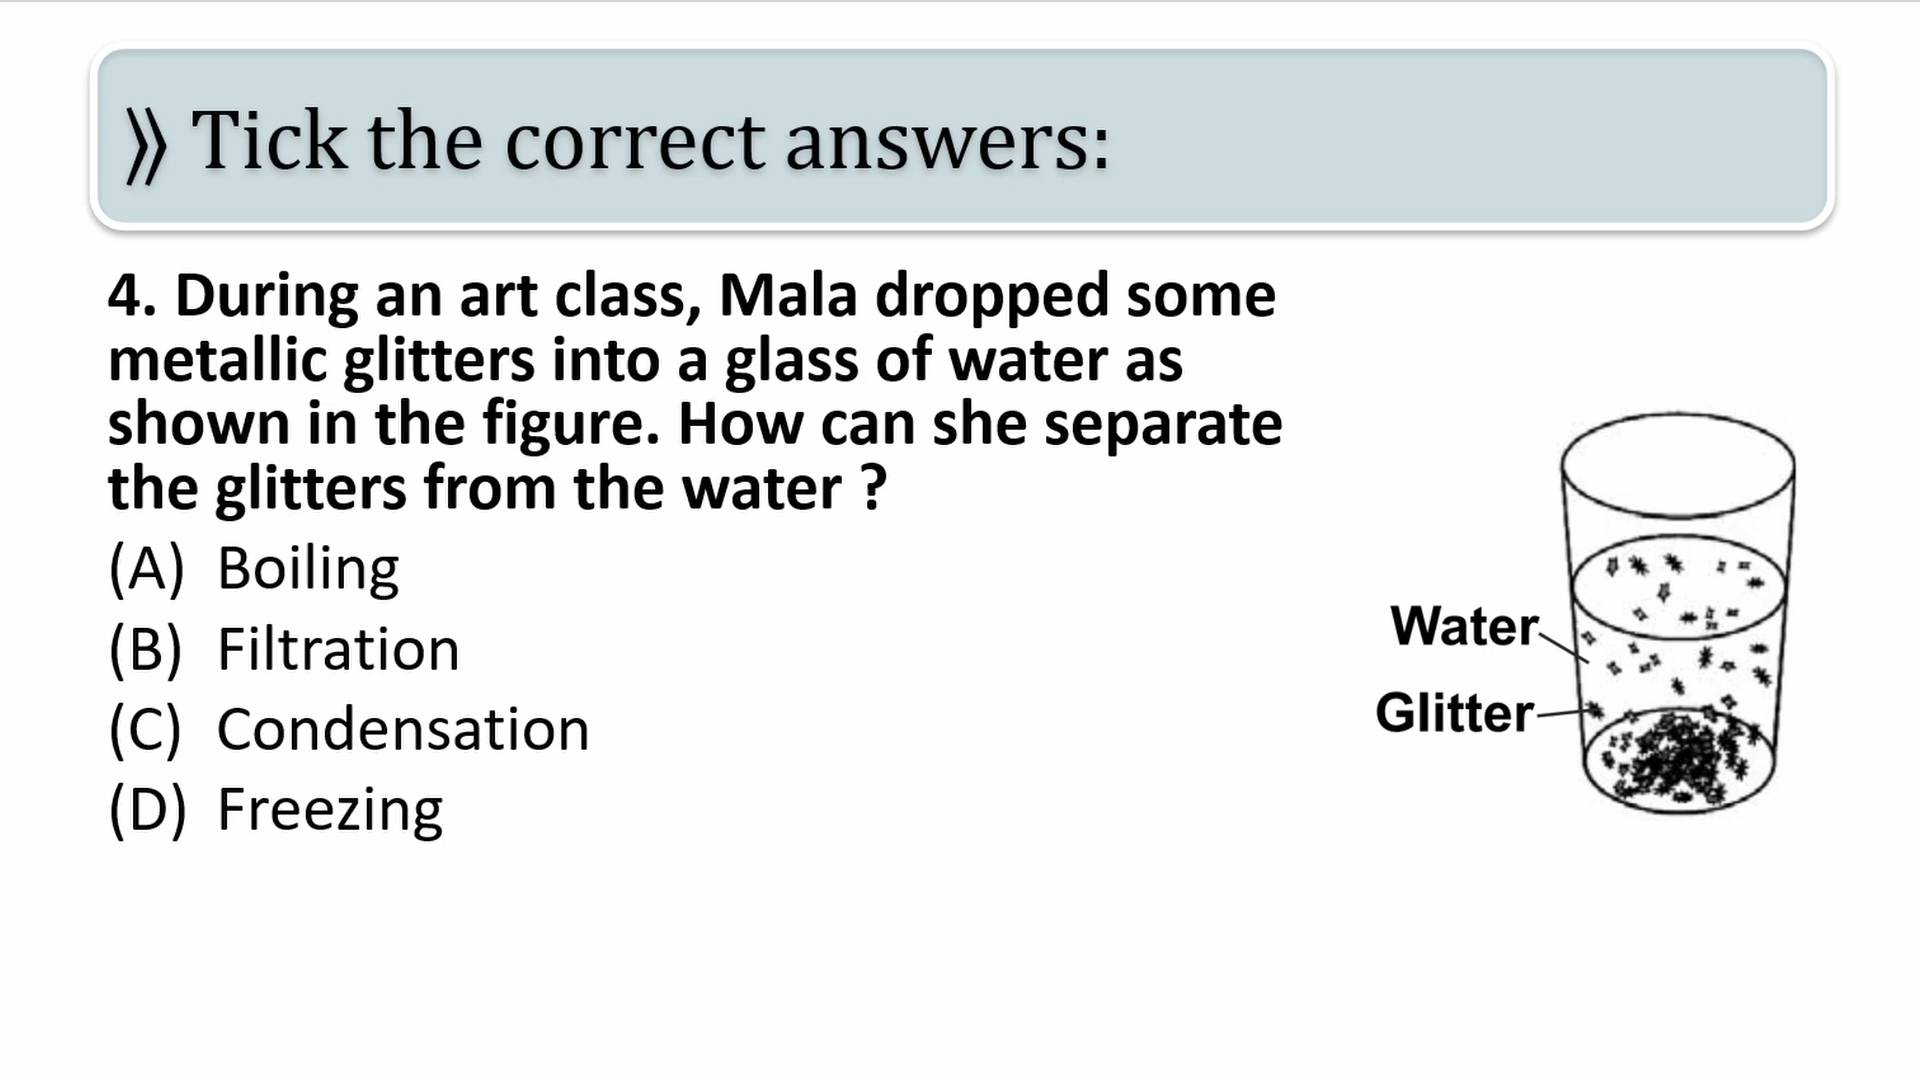 ⟫ Tick the correct answers:
4. During an art class, Mala dropped some
metallic glitters into a glass of water as
shown in the figure. How can she separate
the glitters from the water ?
(A) Boiling
(B) Filtration
(C) Condensation
(D) Freezing
Water
Glitter